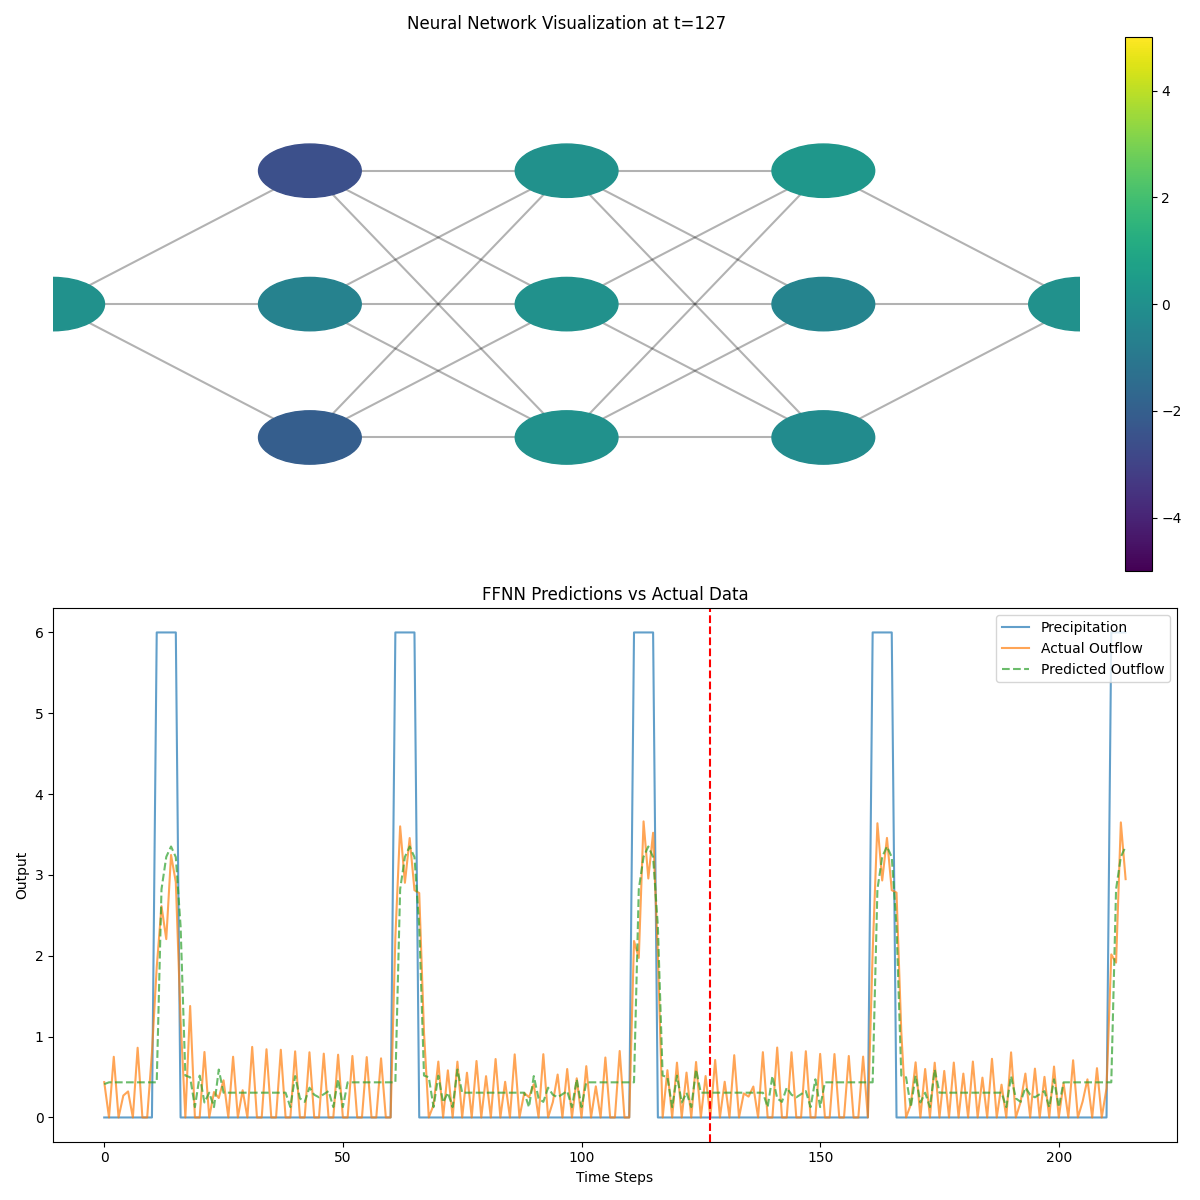 Neural Network Visualization at t=127
4
2
0
−2
−4
FFNN Predictions vs Actual Data
Output
6
5
4
3
2
1
0
Precipitation
Actual Outflow
Predicted Outflow
0 50 100 150 200
Time Steps